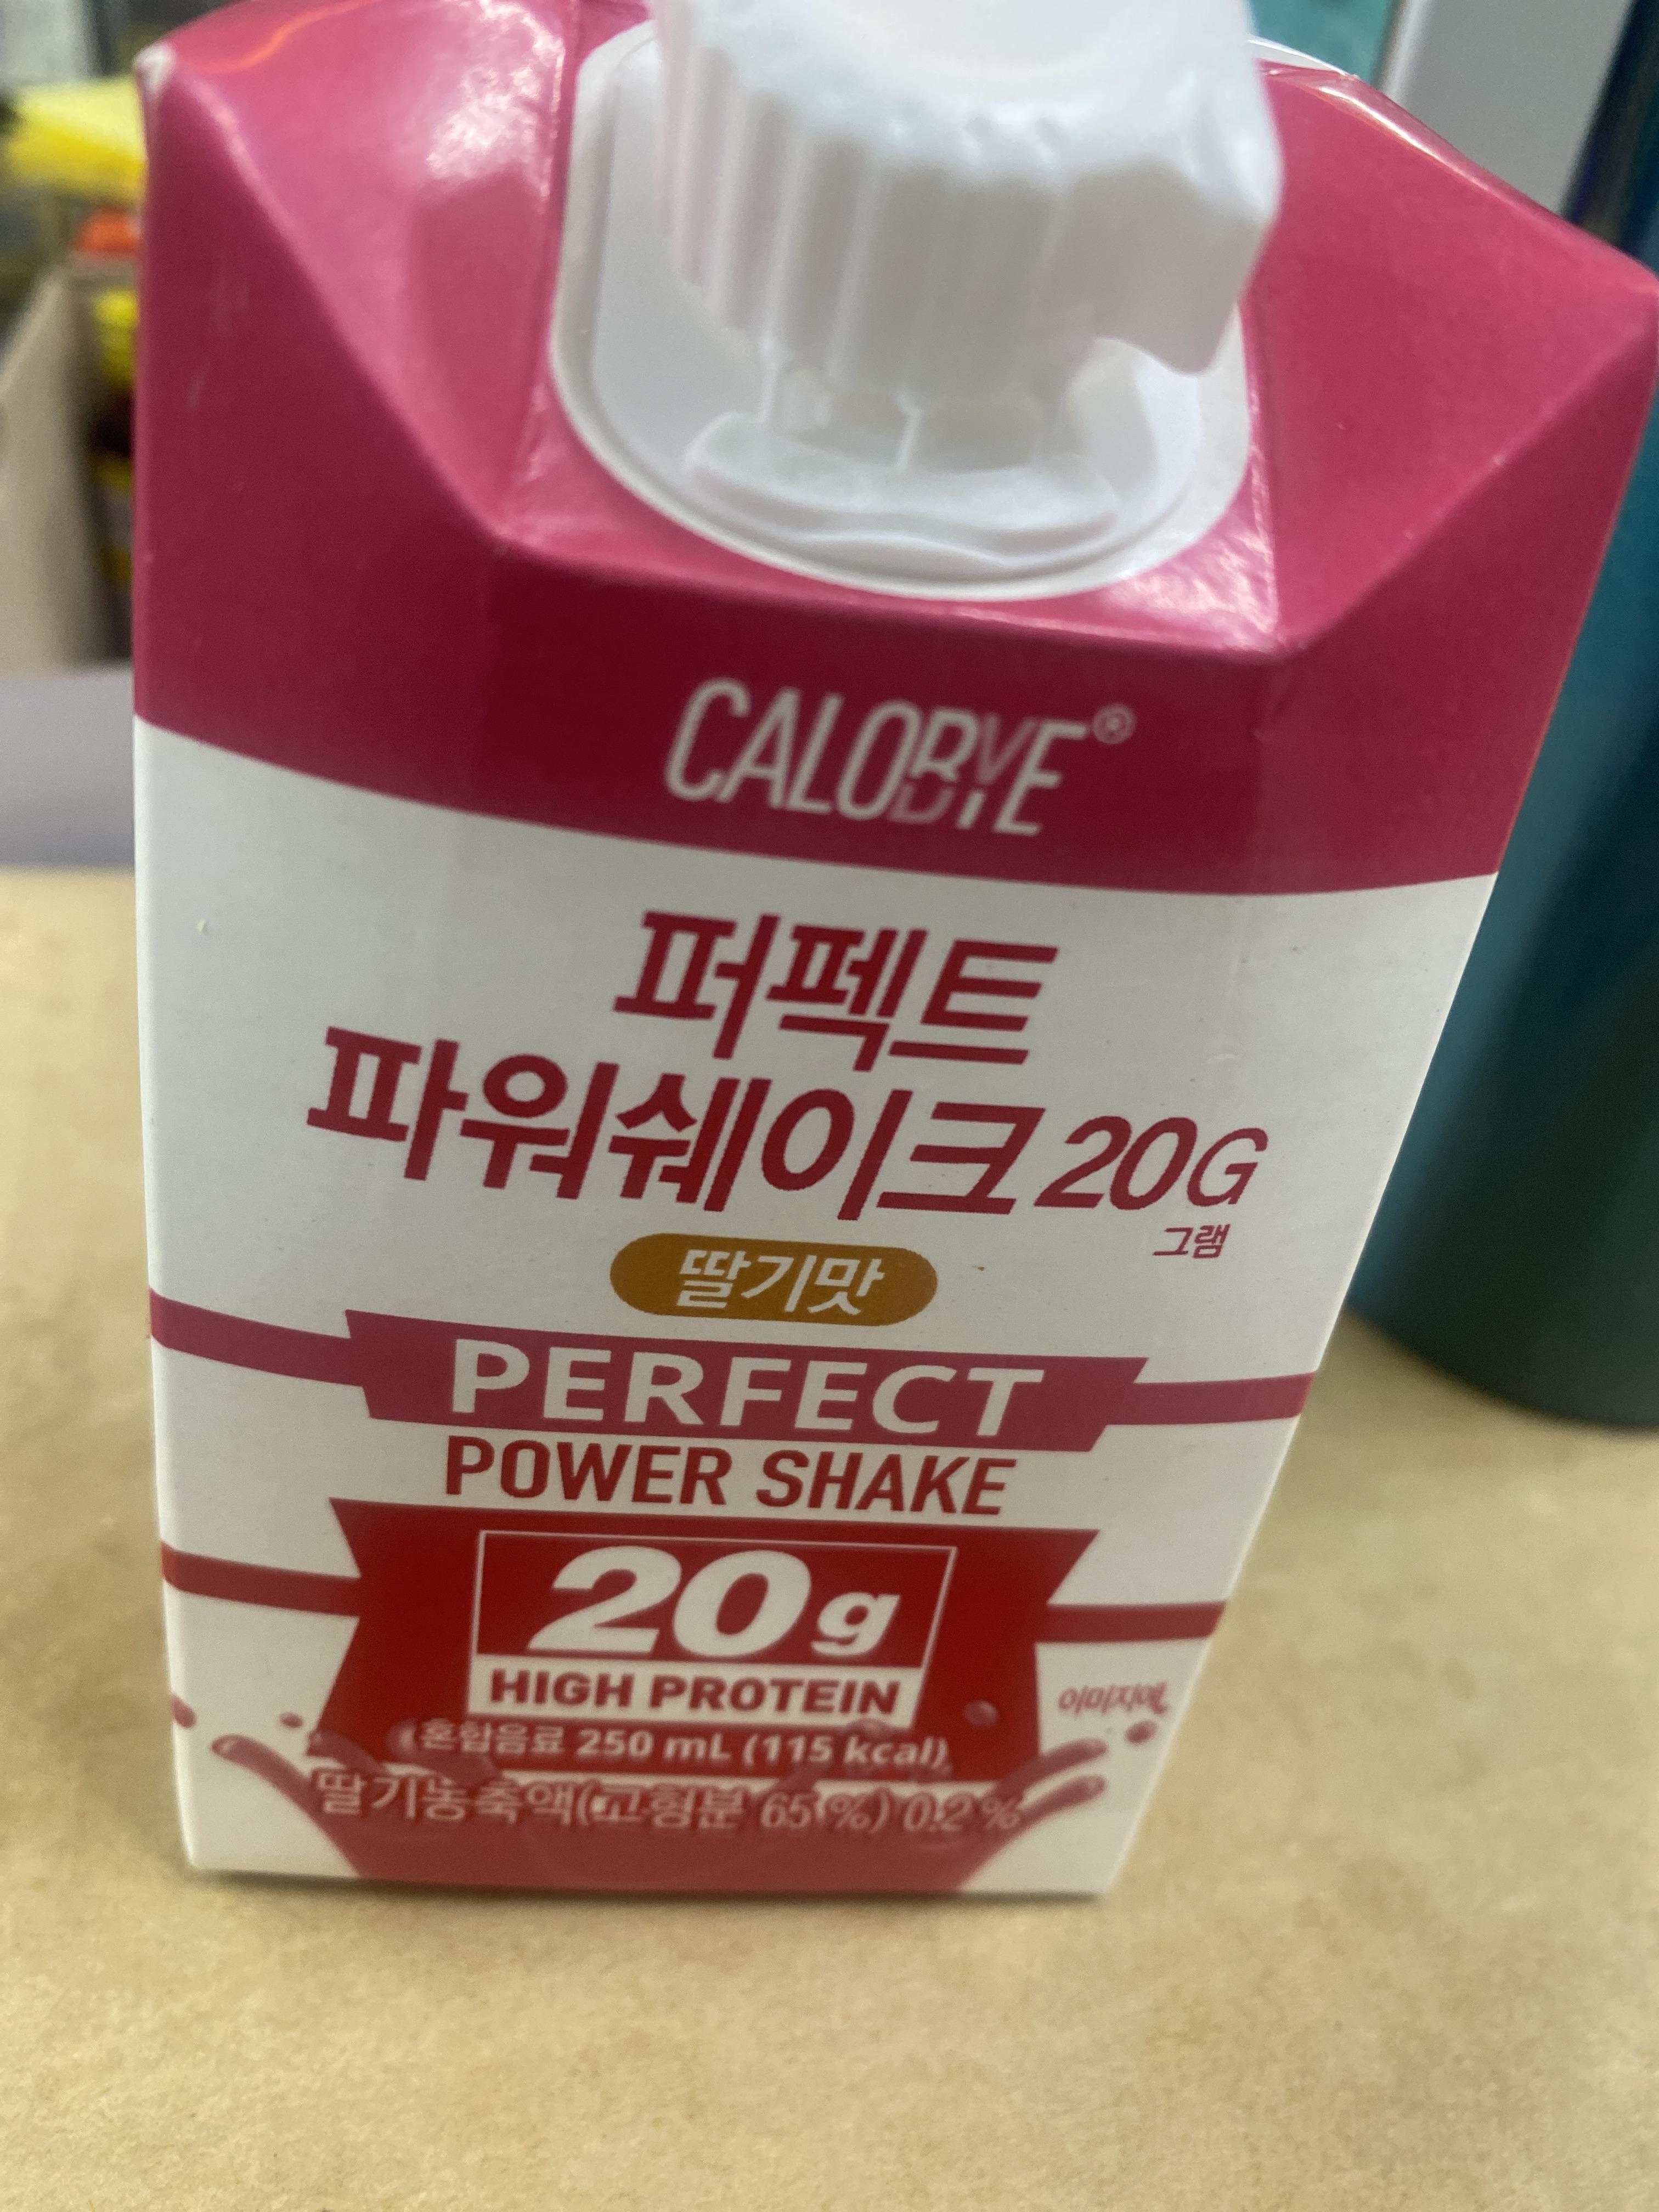 CALOBYE®
퍼펙트
파워쉐이크 20G
그램
딸기맛
PERFECT
POWER SHAKE
20g
HIGH PROTEIN
이미지예
혼합음료 250 mL (115 kcal)
딸기농축액(고형분 65 %) 0.2 %